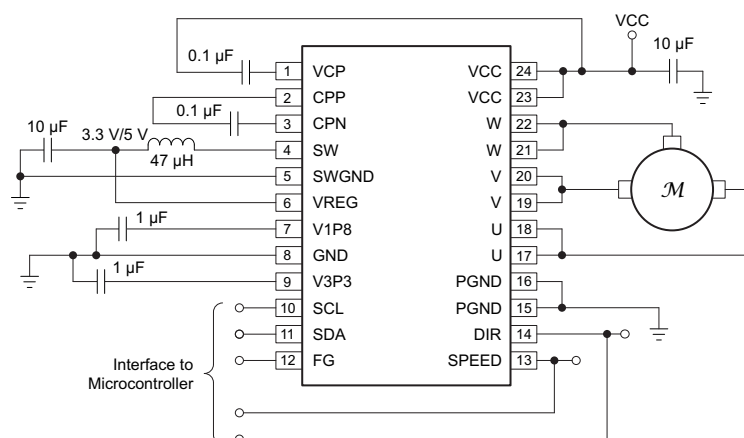 VCC
0.1 µF
10 µF
1 VCP
VCC 24
2 CPP
VCC 23
0.1 µF
3 CPN
W 22
10 µF
3.3 V/5 V
47 µH
4 SW
W 21
5 SWGND
V 20
6 VREG
V 19
M
1 µF
7 V1P8
U 18
8 GND
U 17
1 µF
9 V3P3
PGND 16
10 SCL
PGND 15
11 SDA
DIR 14
12 FG
SPEED 13
Interface to
Microcontroller